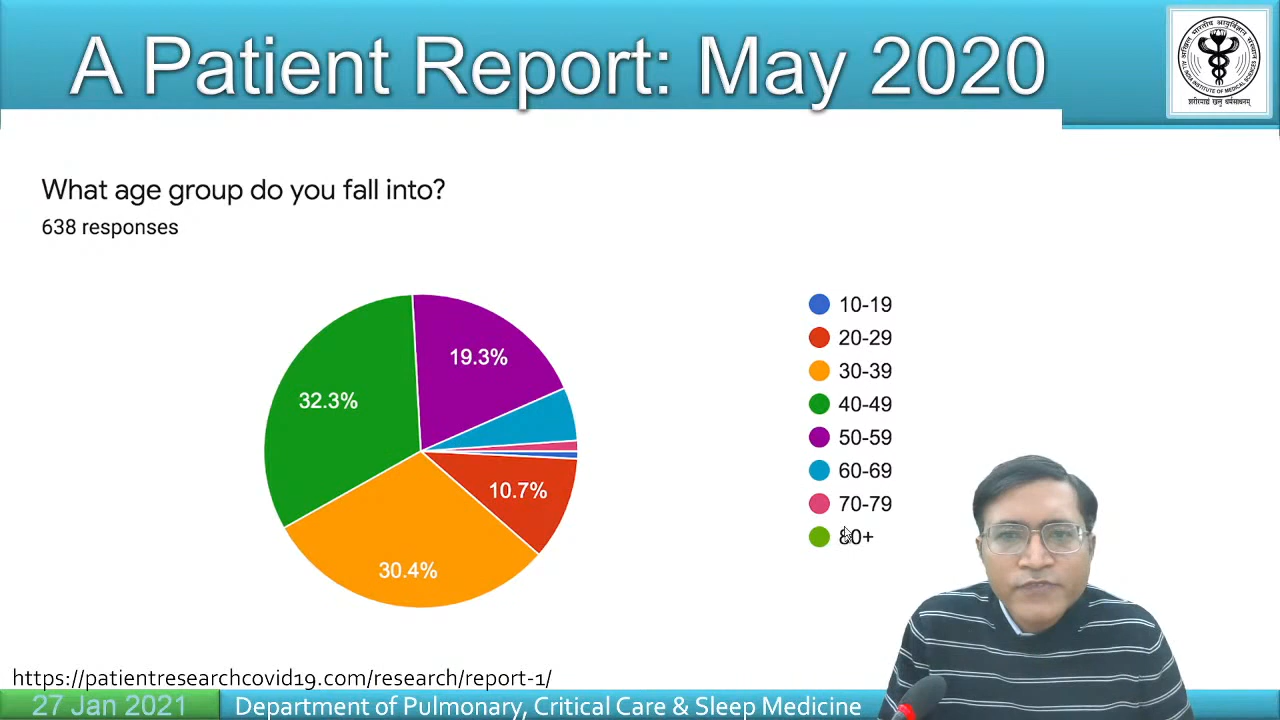 A Patient Report: May 2020
What age group do you fall into?
638 responses
19.3%
32.3%
10.7%
30.4%
10-19
20-29
30-39
40-49
50-59
60-69
70-79
80+
https://patientresearchcovid19.com/research/report-1/
27 Jan 2021
Department of Pulmonary, Critical Care & Sleep Medicine